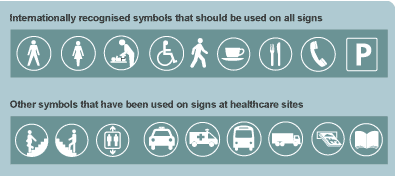 Internationally recognised symbols that should be used on all signs
P
Other symbols that have been used on signs at healthcare sites